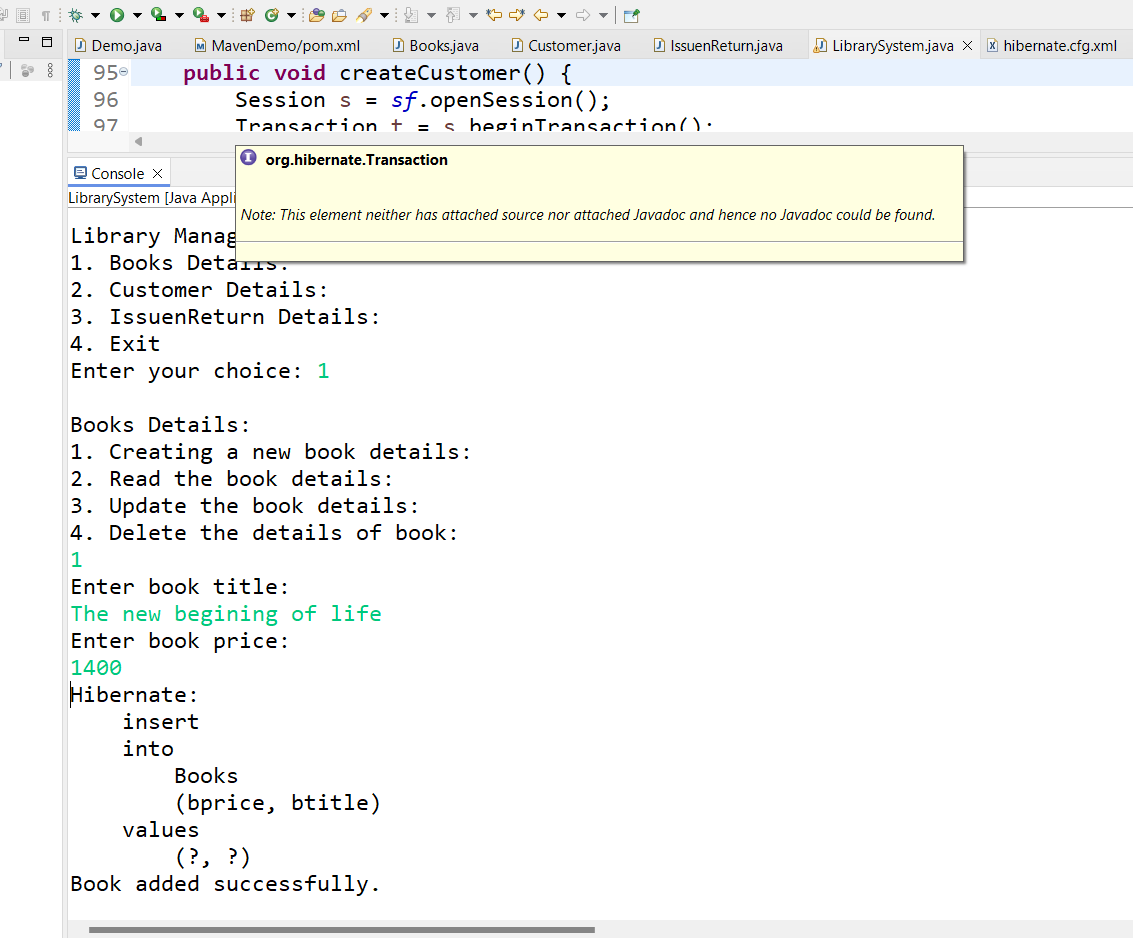 Demo.java MavenDemo/pom.xml Books.java Customer.java IssuenReturn.java LibrarySystem.java hibernate.cfg.xml
95 public void createCustomer() {
96 Session s = sf.openSession();
97 Transaction t = s.beginTransaction();
org.hibernate.Transaction
Console
LibrarySystem [Java Appli
Note: This element neither has attached source nor attached Javadoc and hence no Javadoc could be found.
Library Manag
1. Books Details:
2. Customer Details:
3. IssuenReturn Details:
4. Exit
Enter your choice: 1
Books Details:
1. Creating a new book details:
2. Read the book details:
3. Update the book details:
4. Delete the details of book:
1
Enter book title:
The new begining of life
Enter book price:
1400
Hibernate:
insert
into
Books
(bprice, btitle)
values
(?, ?)
Book added successfully.